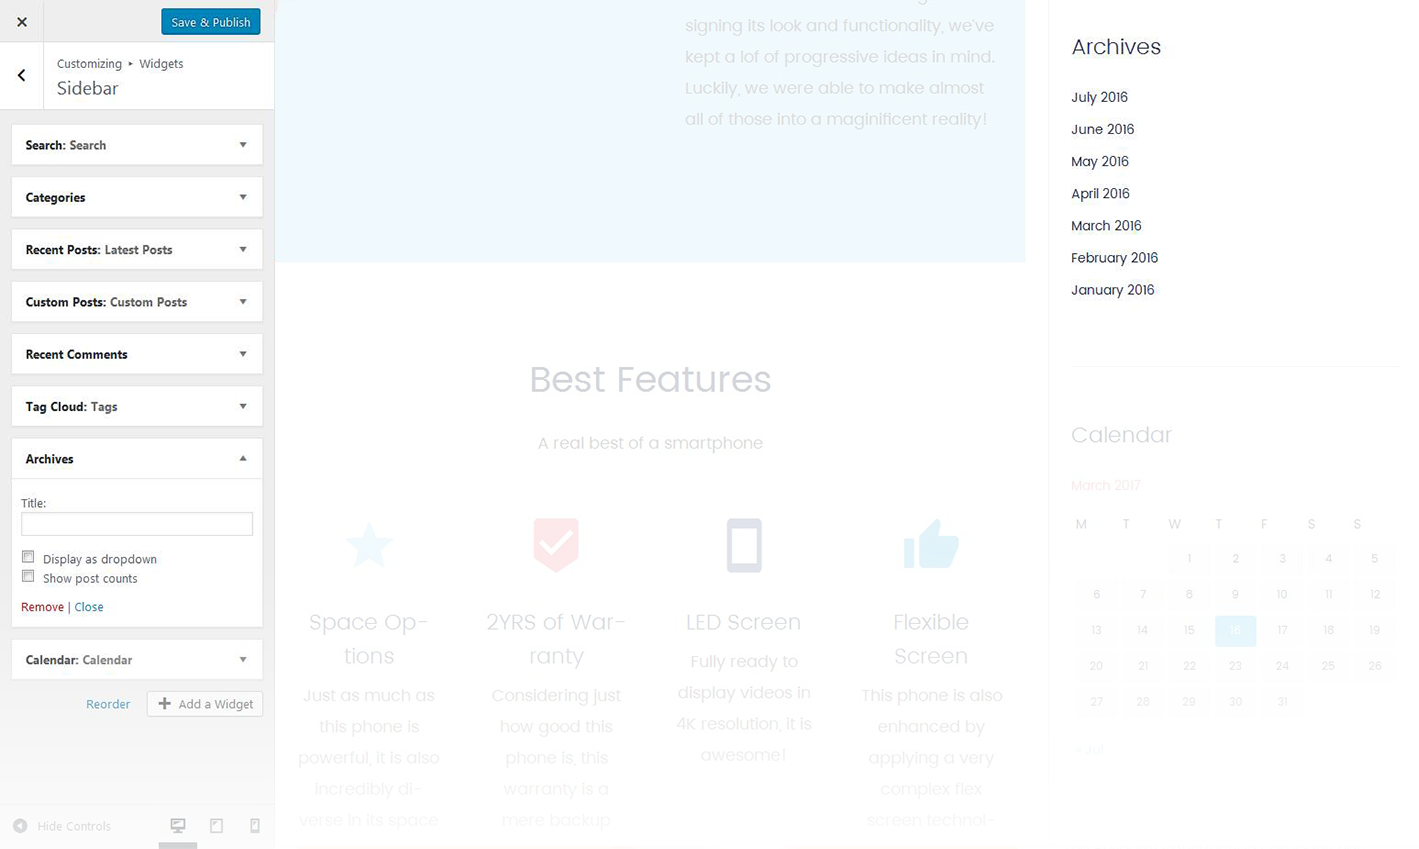 Save & Publish
Customizing ▸ Widgets
Sidebar
Search: Search
Categories
Recent Posts: Latest Posts
Custom Posts: Custom Posts
Recent Comments
Tag Cloud: Tags
Archives
Title:
Display as dropdown
Show post counts
Remove | Close
Calendar: Calendar
Reorder
Add a Widget
Hide Controls
signing its look and functionality, we've
kept a lof of progressive ideas in mind.
Luckily, we were able to make almost
all of those into a maginificent reality!
Best Features
A real best of a smartphone
Space Op-
tions
Just as much as
this phone is
powerful, it is also
incredibly di-
verse in its space
2YRS of War-
ranty
Considering just
how good this
phone is, this
warranty is a
mere backup
LED Screen
Fully ready to
display videos in
4K resolution, it is
awesome!
Flexible
Screen
This phone is also
enhanced by
applying a very
complex flex
screen technol-
Archives
July 2016
June 2016
May 2016
April 2016
March 2016
February 2016
January 2016
Calendar
March 2017
M T W T F S S
1 2 3 4 5
6 7 8 9 10 11 12
13 14 15 16 17 18 19
20 21 22 23 24 25 26
27 28 29 30 31
« Jul